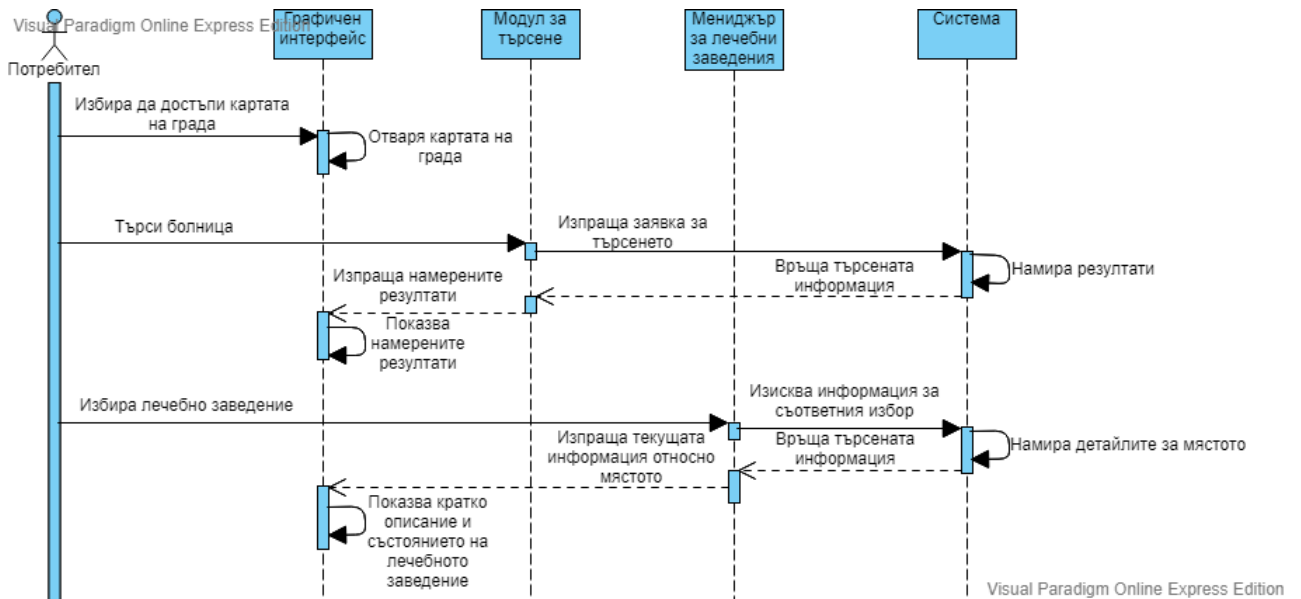 Visual Paradigm Online Express Edition
Потребител
Графичен
интерфейс
Модул за
търсене
Мениджър
за лечебни
заведения
Система
Избира да достъпи картата
на града
Отваря картата на
града
Търси болница
Изпраща заявка за
търсенето
Намира резултати
Връща търсената
информация
Изпраща намерените
резултати
Показва
намерените
резултати
Избира лечебно заведение
Изисква информация за
съответния избор
Намира детайлите за мястото
Връща търсената
информация
Изпраща текущата
информация относно
мястото
Показва кратко
описание и
състоянието на
лечебното
заведение
Visual Paradigm Online Express Edition